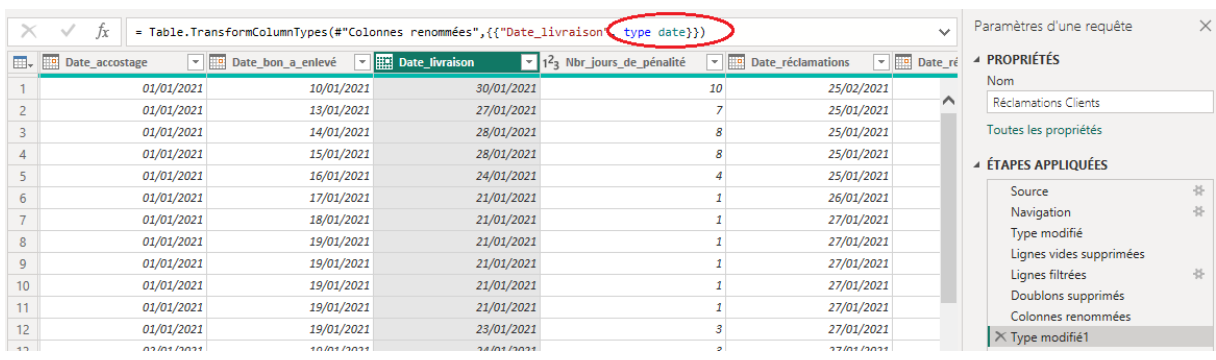 fx = Table.TransformColumnTypes(#"Colonnes renommées",{{"Date_livraison", type date}})
Date_accostage Date_bon_a_enlevé Date_livraison 1²3 Nbr_jours_de_pénalité Date_réclamations Date_ré
1 01/01/2021 10/01/2021 30/01/2021 10 25/02/2021
2 01/01/2021 13/01/2021 27/01/2021 7 25/01/2021
3 01/01/2021 14/01/2021 28/01/2021 8 25/01/2021
4 01/01/2021 15/01/2021 28/01/2021 8 25/01/2021
5 01/01/2021 16/01/2021 24/01/2021 4 25/01/2021
6 01/01/2021 17/01/2021 21/01/2021 1 26/01/2021
7 01/01/2021 18/01/2021 21/01/2021 1 27/01/2021
8 01/01/2021 19/01/2021 21/01/2021 1 27/01/2021
9 01/01/2021 19/01/2021 21/01/2021 1 27/01/2021
10 01/01/2021 19/01/2021 21/01/2021 1 27/01/2021
11 01/01/2021 19/01/2021 21/01/2021 1 27/01/2021
12 01/01/2021 19/01/2021 23/01/2021 3 27/01/2021
Paramètres d'une requête
PROPRIÉTÉS
Nom
Réclamations Clients
Toutes les propriétés
ÉTAPES APPLIQUÉES
Source
Navigation
Type modifié
Lignes vides supprimées
Lignes filtrées
Doublons supprimés
Colonnes renommées
Type modifié1